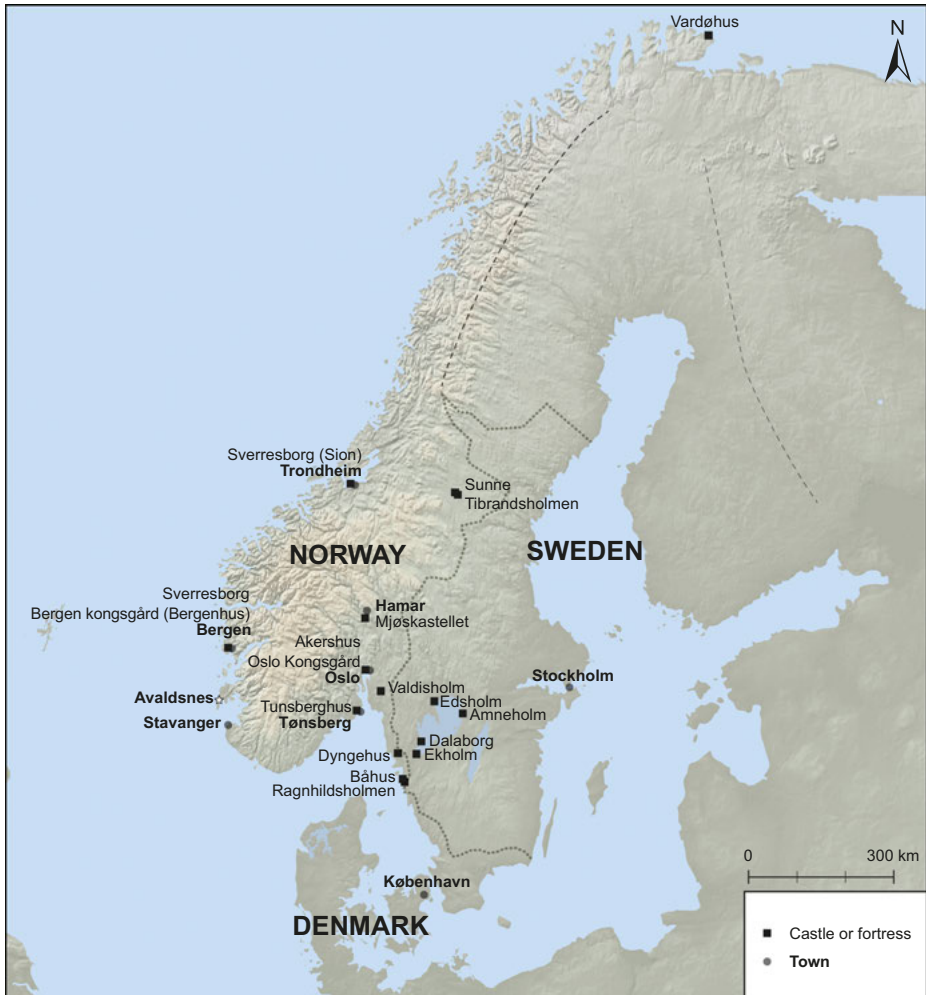 Vardøhus
N
Sverresborg (Sion)
Trondheim
Sunne
Tibrandsholmen
NORWAY
SWEDEN
Sverresborg
Bergen kongsgård (Bergenhus)
Bergen
Hamar
Mjøskastellet
Akershus
Oslo Kongsgård
Oslo
Stockholm
Valdisholm
Edsholm
Amneholm
Avaldsnes
Stavanger
Tunsberghus
Tønsberg
Dalaborg
Dyngehus
Ekholm
Båhus
Ragnhildsholmen
København
DENMARK
0 300 km
Castle or fortress
Town